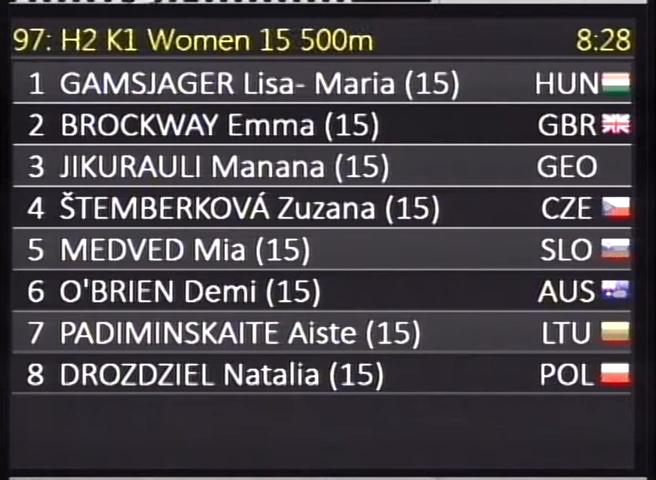 97: H2 K1 Women 15 500m 8:28
1 GAMSJAGER Lisa- Maria (15) HUN
2 BROCKWAY Emma (15) GBR
3 JIKURAULI Manana (15) GEO
4 ŠTEMBERKOVÁ Zuzana (15) CZE
5 MEDVED Mia (15) SLO
6 O'BRIEN Demi (15) AUS
7 PADIMINSKAITE Aiste (15) LTU
8 DROZDZIEL Natalia (15) POL